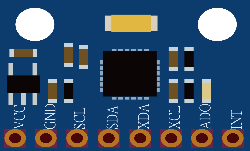 VCC GND SCL SDA XDA XCL ADO INT